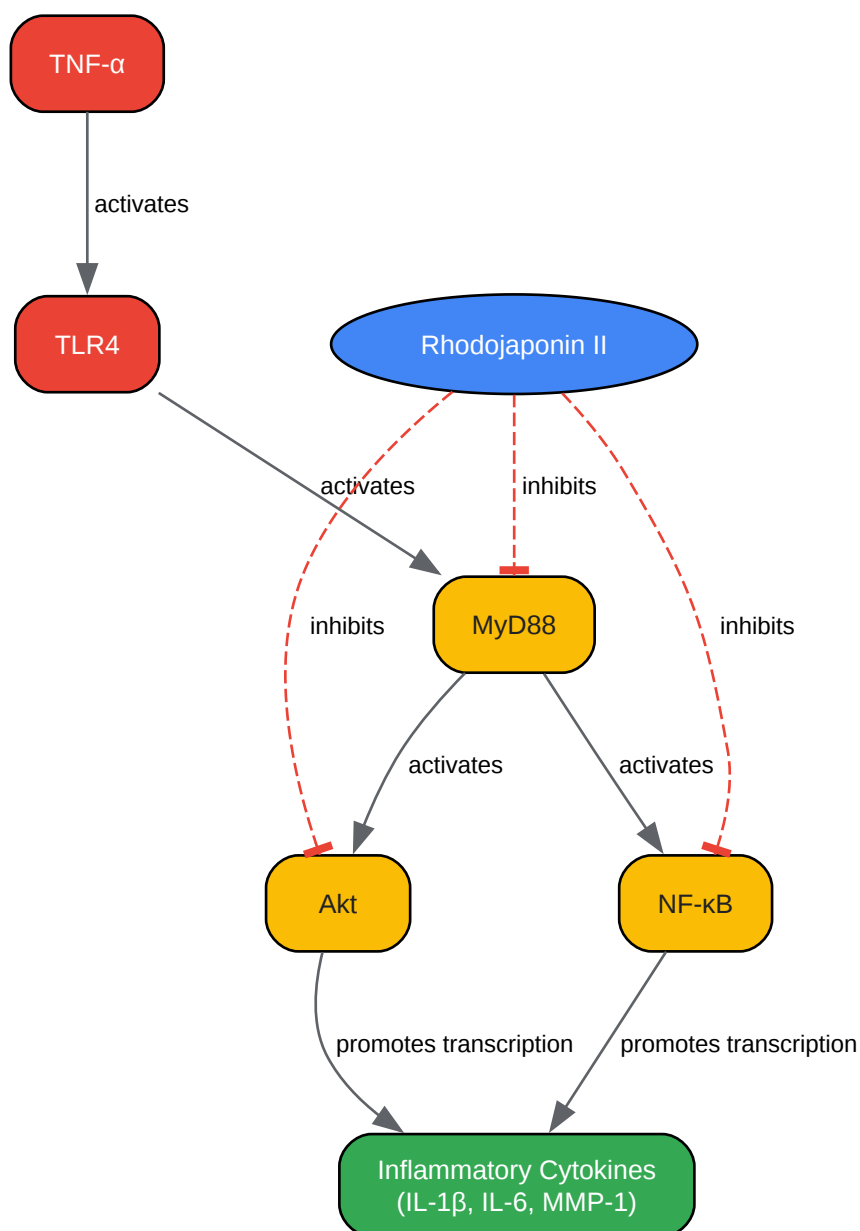 TNF-α
activates
TLR4
Rhodojaponin II
activates
inhibits
MyD88
inhibits
inhibits
activates
activates
Akt
NF-κB
promotes transcription
promotes transcription
Inflammatory Cytokines
(IL-1β, IL-6, MMP-1)